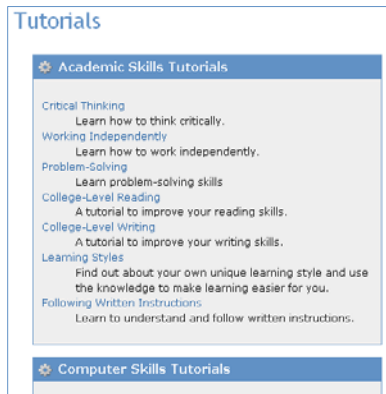 Tutorials
Academic Skills Tutorials
Critical Thinking
Learn how to think critically.
Working Independently
Learn how to work independently.
Problem-Solving
Learn problem-solving skills
College-Level Reading
A tutorial to improve your reading skills.
College-Level Writing
A tutorial to improve your writing skills.
Learning Styles
Find out about your own unique learning style and use
the knowledge to make learning easier for you.
Following Written Instructions
Learn to understand and follow written instructions.
Computer Skills Tutorials